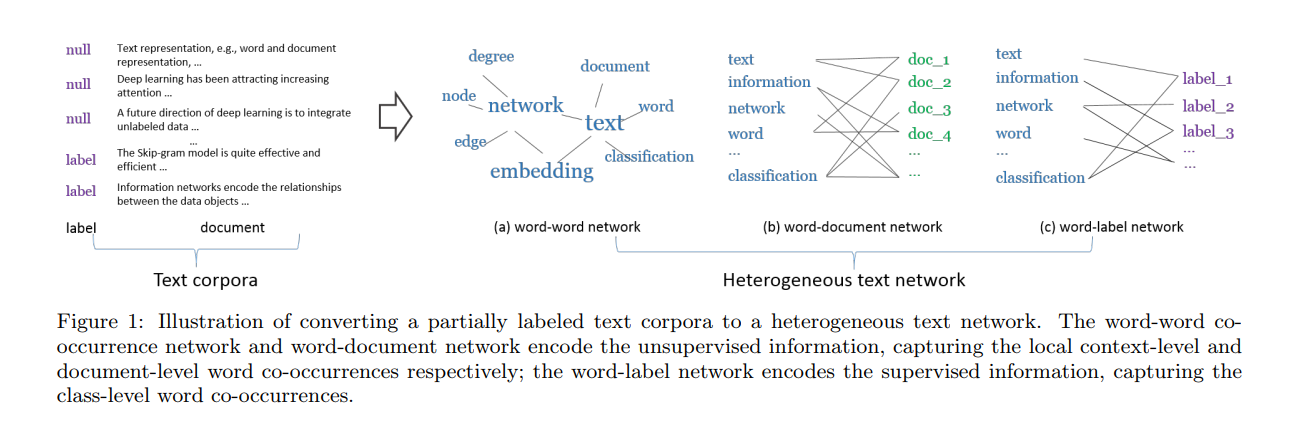 null
Text representation, e.g., word and document
representation, ...
null
Deep learning has been attracting increasing
attention ...
null
A future direction of deep learning is to integrate
unlabeled data ...
...
label
The Skip-gram model is quite effective and
efficient ...
label
Information networks encode the relationships
between the data objects ...
label
document
Text corpora
degree
document
node
network
word
text
edge
classification
embedding
(a) word-word network
text
information
network
word
...
classification
doc_1
doc_2
doc_3
doc_4
...
...
(b) word-document network
text
information
network
word
...
classification
label_1
label_2
label_3
...
...
(c) word-label network
Heterogeneous text network
Figure 1: Illustration of converting a partially labeled text corpora to a heterogeneous text network. The word-word co-
occurrence network and word-document network encode the unsupervised information, capturing the local context-level and
document-level word co-occurrences respectively; the word-label network encodes the supervised information, capturing the
class-level word co-occurrences.